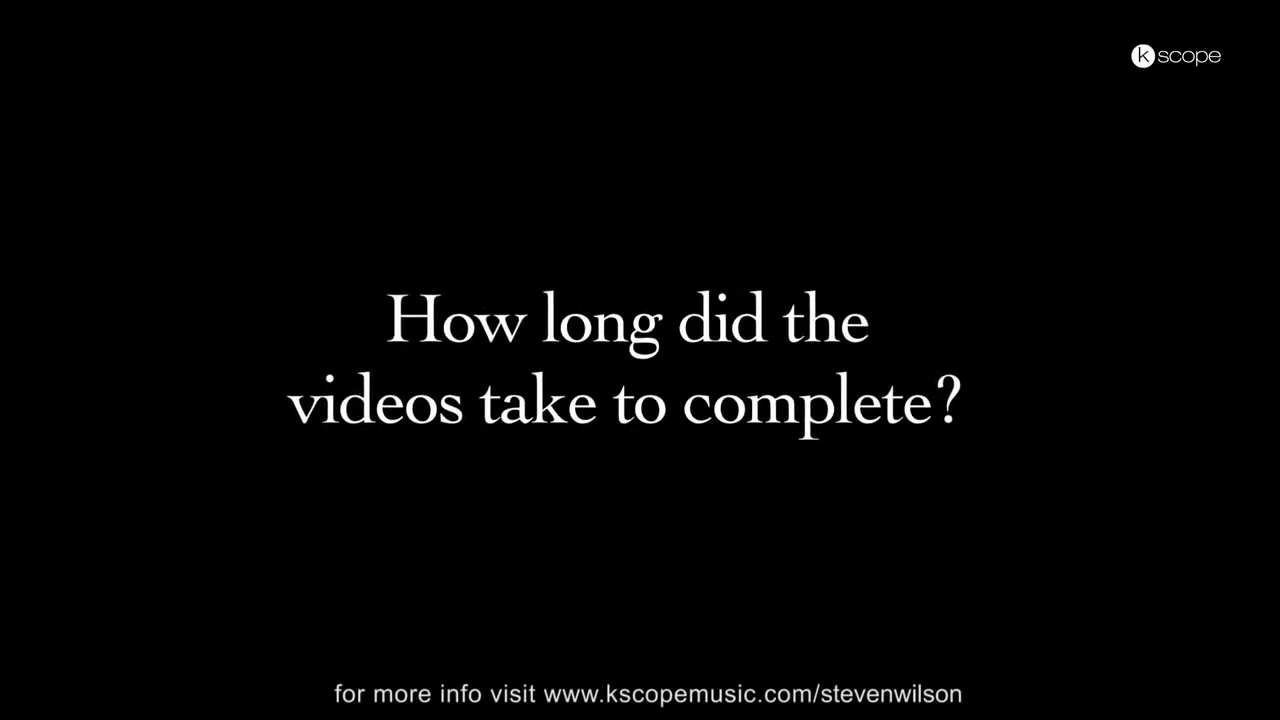 kscope
How long did the
videos take to complete?
for more info visit www.kscopemusic.com/stevenwilson